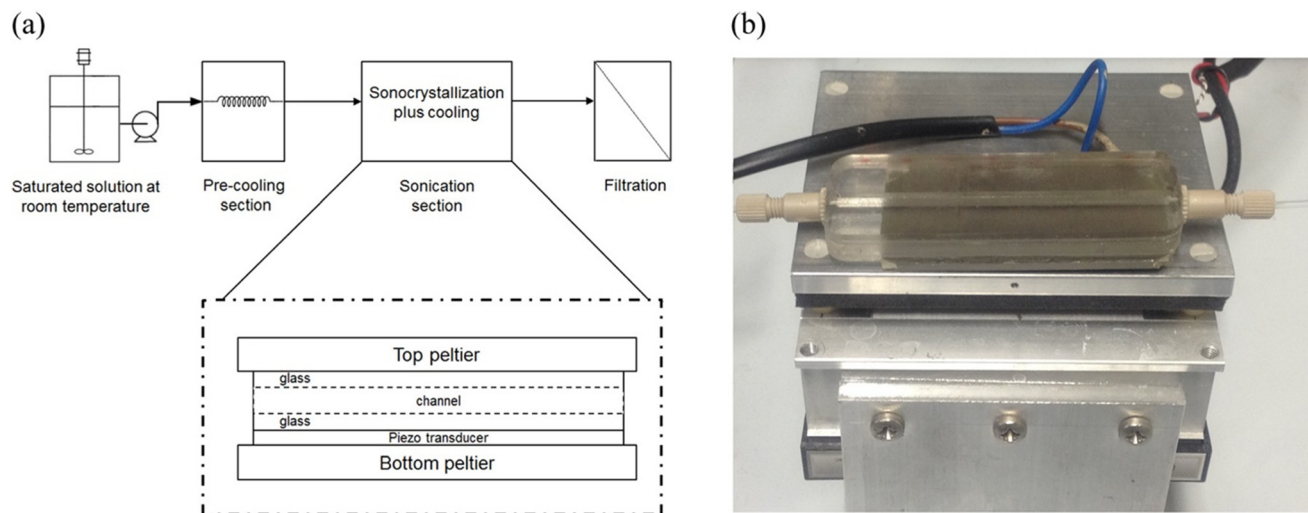 (a)
(b)
Sonocrystallization
plus cooling
Saturated solution at
room temperature
Pre-cooling
section
Sonication
section
Filtration
Top peltier
glass
channel
glass
Piezo transducer
Bottom peltier